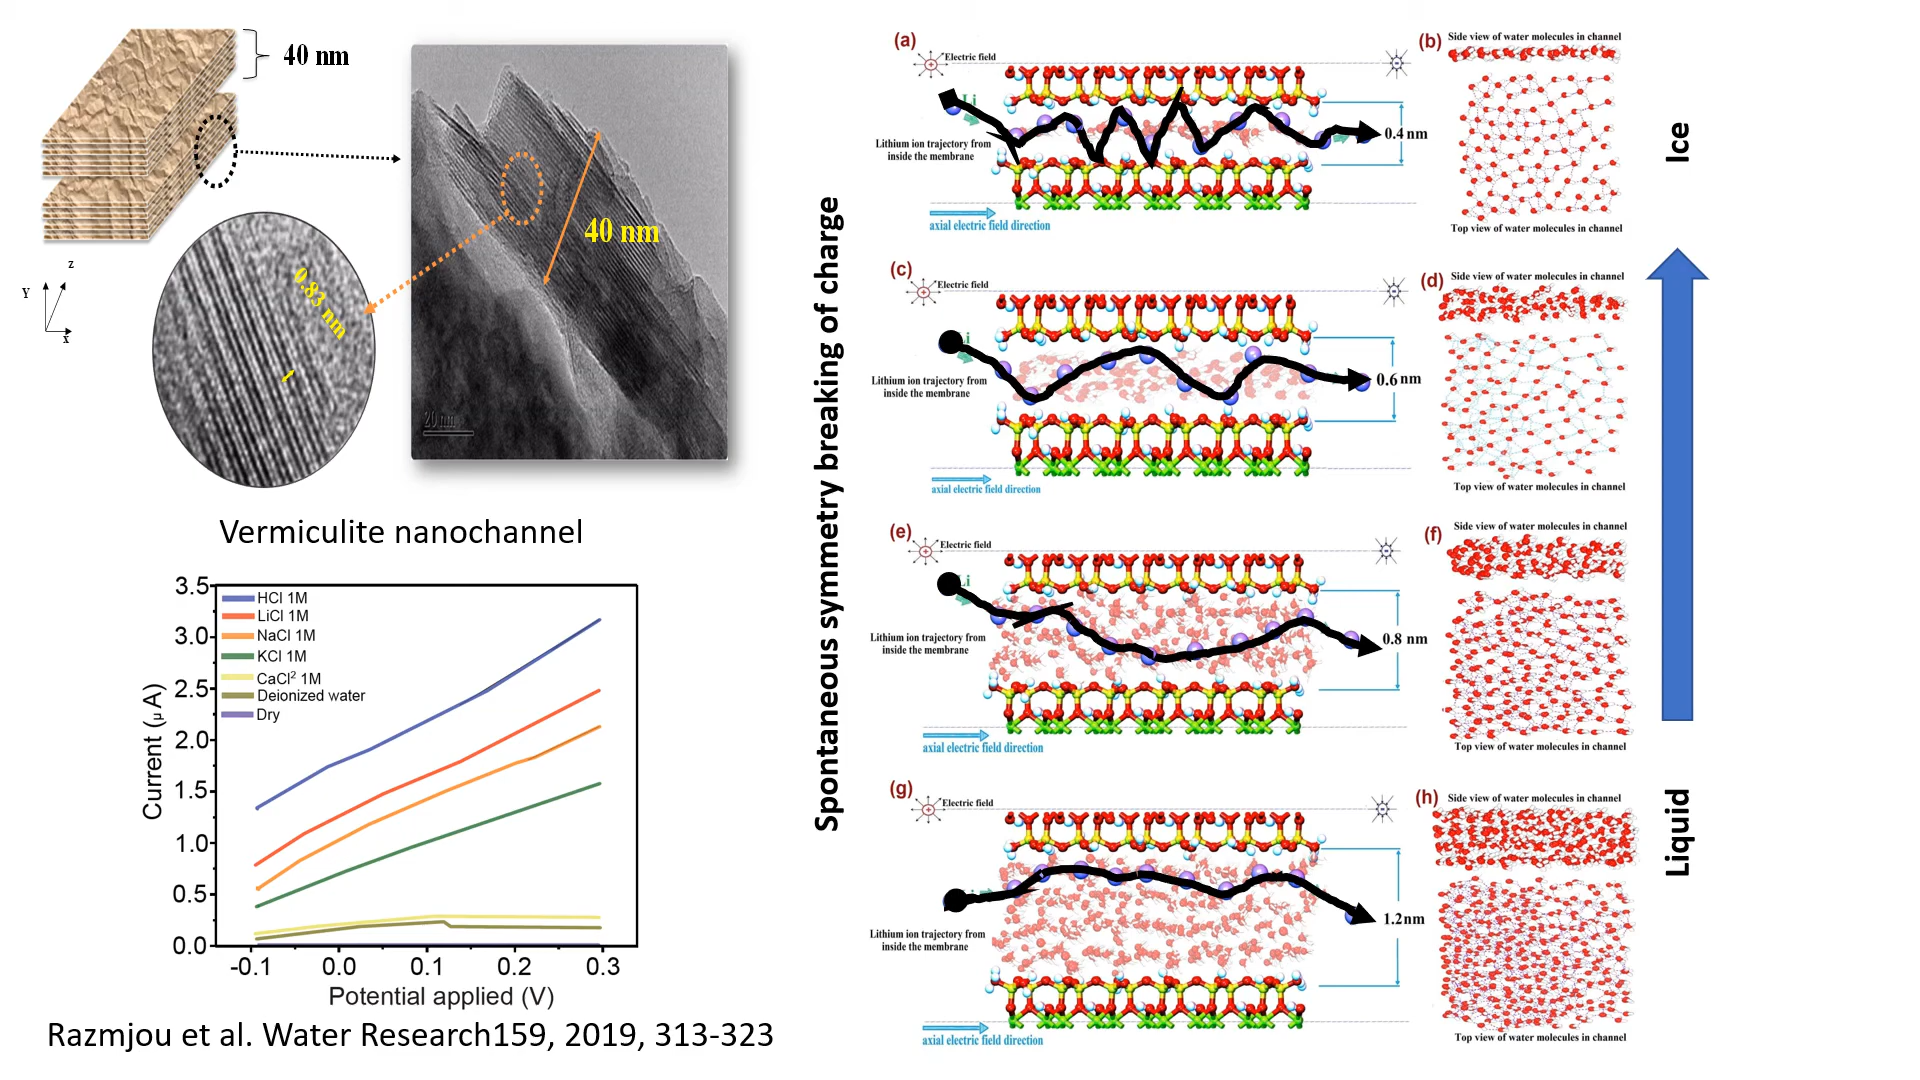 40 nm
40 nm
0.83 nm
20 nm
z
Y
x
Vermiculite nanochannel
3.5
3.0
2.5
2.0
1.5
1.0
0.5
0.0
Current (µ A)
HCl 1M
LiCl 1M
NaCl 1M
KCl 1M
CaCl² 1M
Deionized water
Dry
-0.1 0.0 0.1 0.2 0.3
Potential applied (V)
Razmjou et al. Water Research159, 2019, 313-323
Spontaneous symmetry breaking of charge
(a)
Electric field
Li
Lithium ion trajectory from
inside the membrane
0.4 nm
axial electric field direction
(b)
Side view of water molecules in channel
Top view of water molecules in channel
(c)
Electric field
Li
Lithium ion trajectory from
inside the membrane
0.6 nm
axial electric field direction
(d)
Side view of water molecules in channel
Top view of water molecules in channel
(e)
Electric field
Li
Lithium ion trajectory from
inside the membrane
0.8 nm
axial electric field direction
(f)
Side view of water molecules in channel
Top view of water molecules in channel
(g)
Electric field
Lithium ion trajectory from
inside the membrane
1.2nm
axial electric field direction
(h)
Side view of water molecules in channel
Top view of water molecules in channel
Ice
Liquid